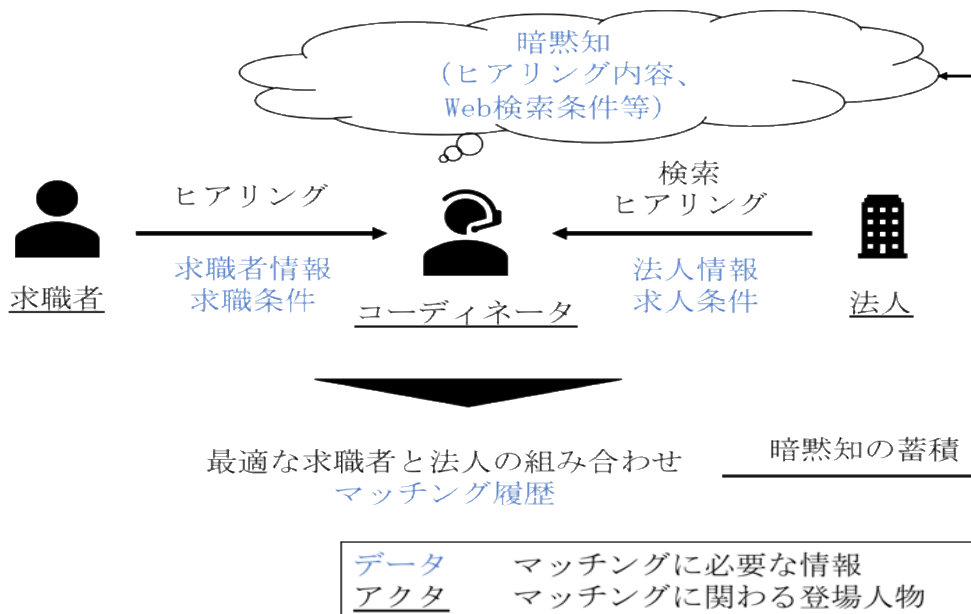 暗黙知
(ヒアリング内容、
Web検索条件等)
ヒアリング
検索
ヒアリング
求職者情報
求職条件
法人情報
求人条件
求職者
コーディネータ
法人
最適な求職者と法人の組み合わせ
マッチング履歴
暗黙知の蓄積
データ マッチングに必要な情報
アクタ マッチングに関わる登場人物